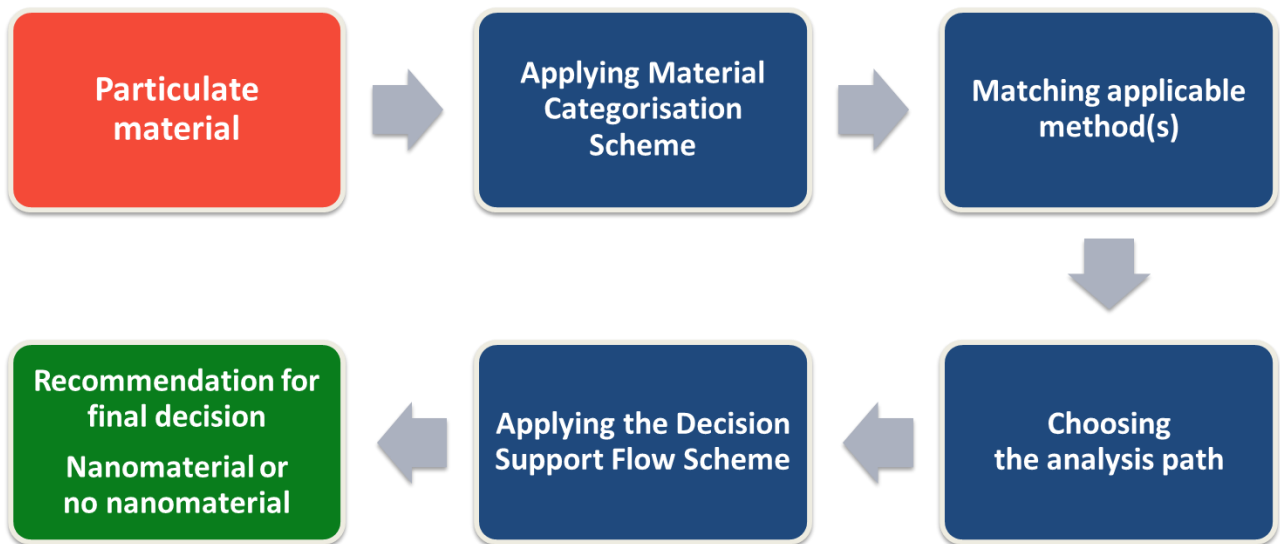 Particulate
material
Applying Material
Categorisation
Scheme
Matching applicable
method(s)
Choosing
the analysis path
Applying the Decision
Support Flow Scheme
Recommendation for
final decision
Nanomaterial or
no nanomaterial